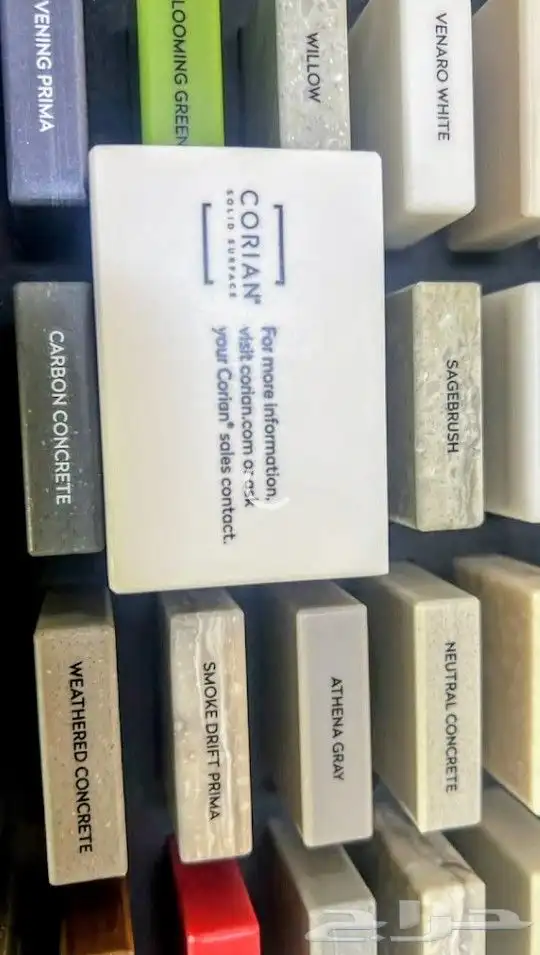 VENING PRIMA
LOOMING GREEN
WILLOW
VENARO WHITE
CORIAN®
SOLID SURFACE
For more information,
visit corian.com or ask
your Corian® sales contact.
CARBON CONCRETE
SAGEBRUSH
WEATHERED CONCRETE
SMOKE DRIFT PRIMA
ATHENA GRAY
NEUTRAL CONCRETE
حراج